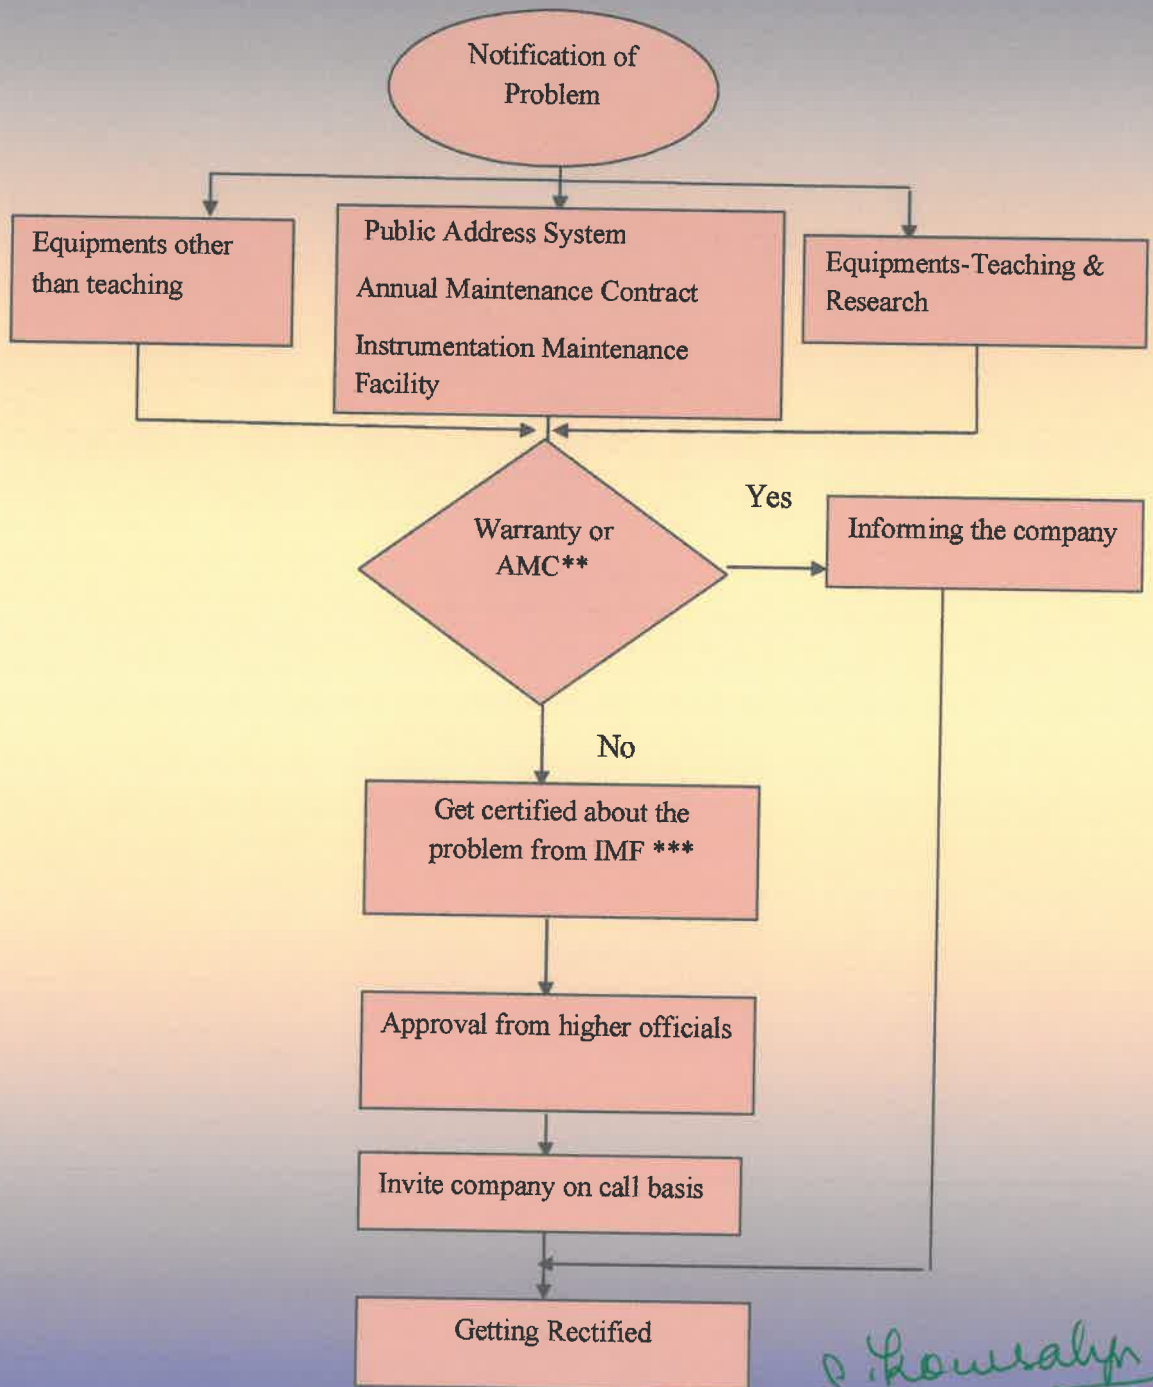 Notification of
Problem
Equipments other
than teaching
Public Address System
Annual Maintenance Contract
Instrumentation Maintenance
Facility
Equipments-Teaching &
Research
Warranty or
AMC**
Yes
Informing the company
No
Get certified about the
problem from IMF ***
Approval from higher officials
Invite company on call basis
Getting Rectified